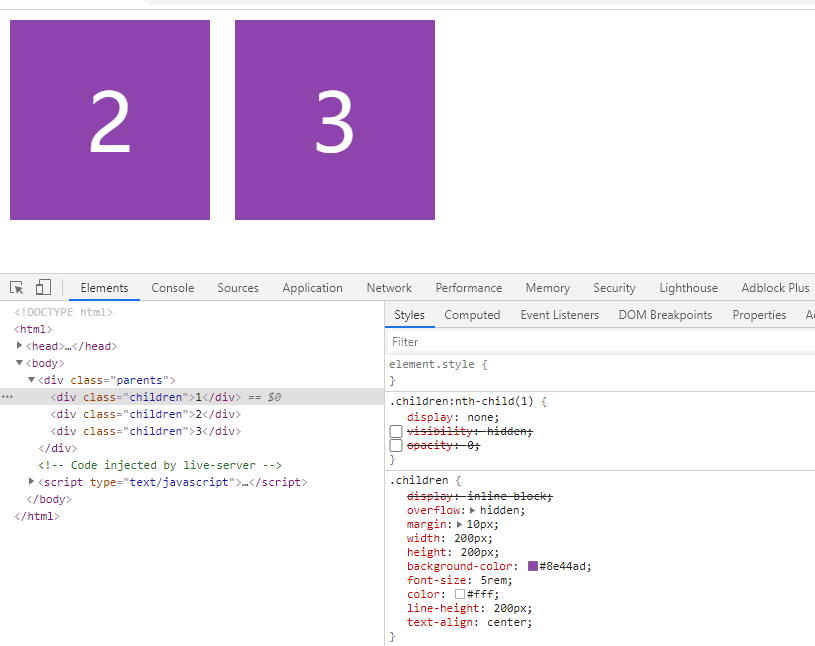 2 3
Elements Console Sources Application Network Performance Memory Security Lighthouse Adblock Plus
<!DOCTYPE html>
<html>
<head>…</head>
<body>
<div class="parents">
<div class="children">1</div> == $0
<div class="children">2</div>
<div class="children">3</div>
</div>
<!-- Code injected by live-server -->
<script type="text/javascript">…</script>
</body>
</html>
Styles Computed Event Listeners DOM Breakpoints Properties
Filter
element.style {
}
.children:nth-child(1) {
display: none;
visibility: hidden;
opacity: 0;
}
.children {
display: inline-block;
overflow: hidden;
margin: 10px;
width: 200px;
height: 200px;
background-color: #8e44ad;
font-size: 5rem;
color: #fff;
line-height: 200px;
text-align: center;
}